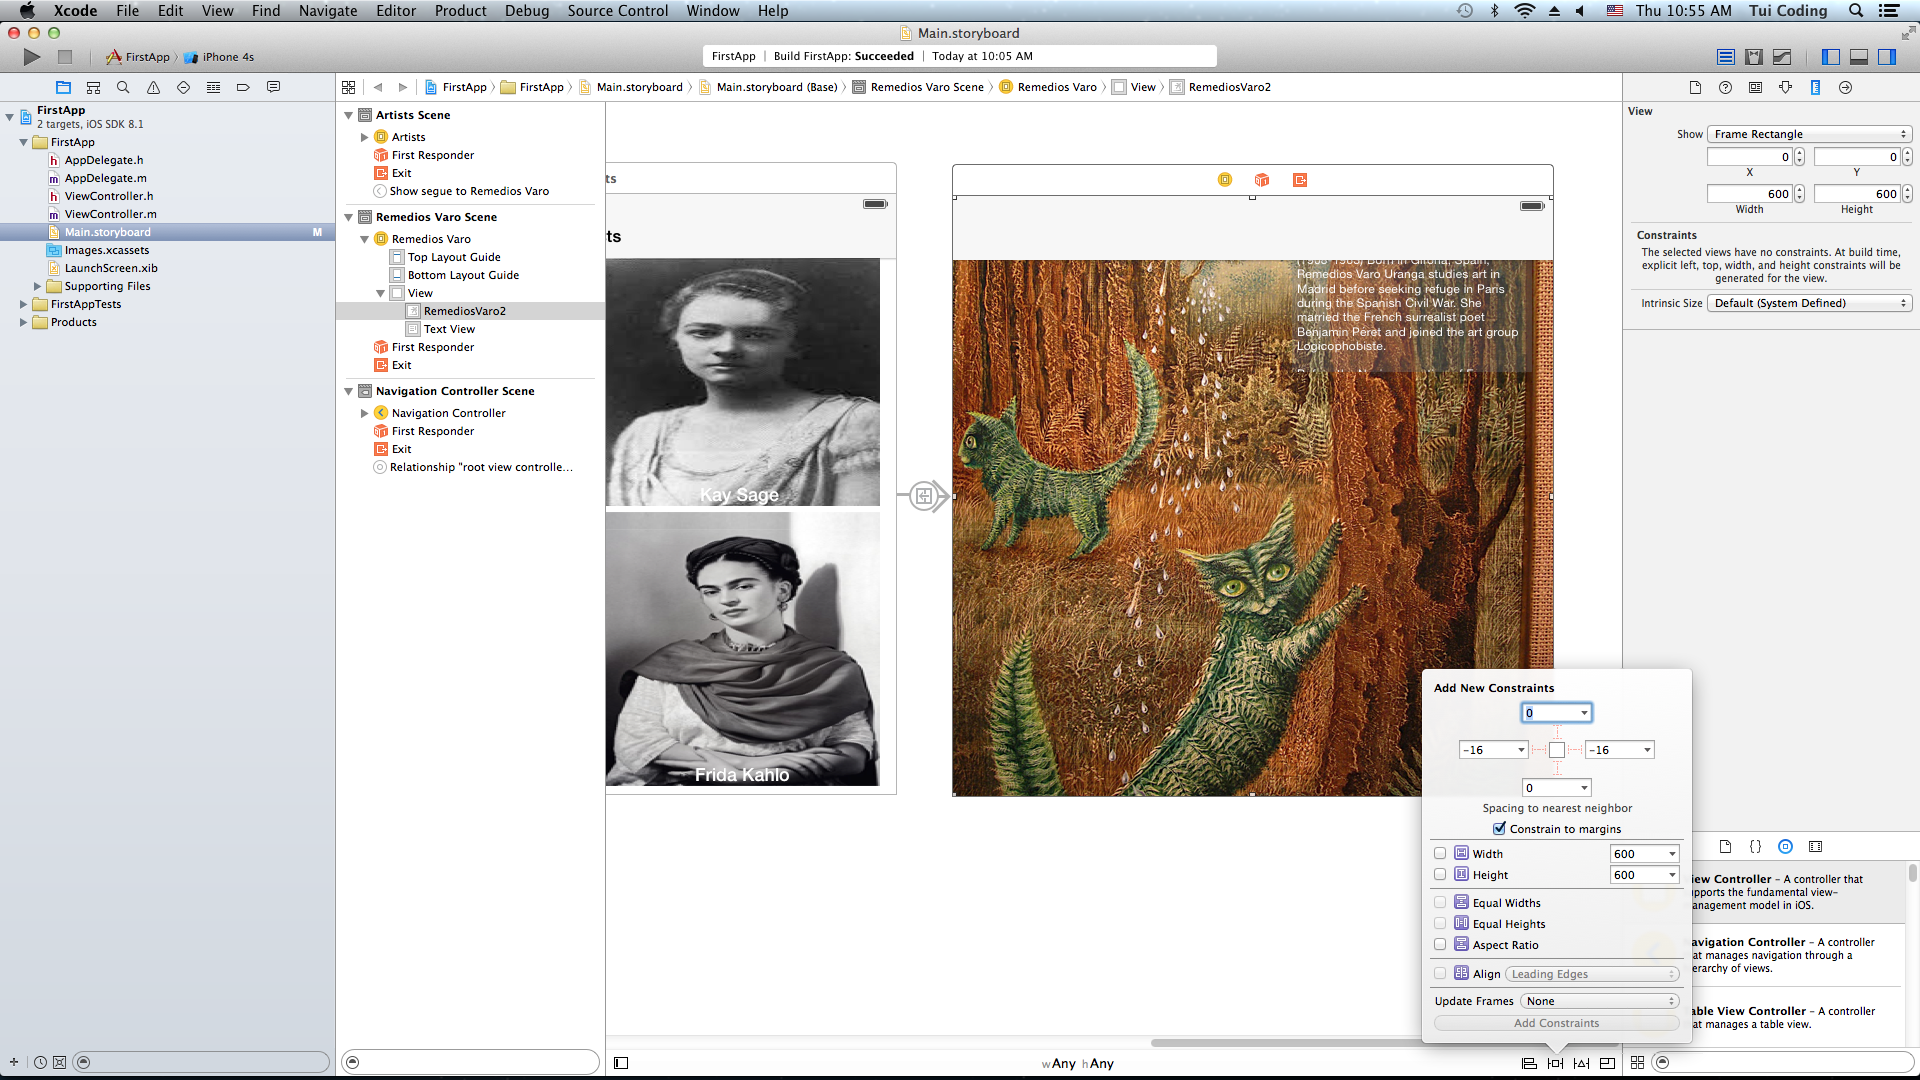 Xcode File Edit View Find Navigate Editor Product Debug Source Control Window Help
Thu 10:55 AM Tui Coding
Main.storyboard
FirstApp iPhone 4s
FirstApp | Build FirstApp: Succeeded | Today at 10:05 AM
FirstApp FirstApp Main.storyboard Main.storyboard (Base) Remedios Varo Scene Remedios Varo View RemediosVaro2
FirstApp
2 targets, iOS SDK 8.1
FirstApp
AppDelegate.h
AppDelegate.m
ViewController.h
ViewController.m
Main.storyboard M
Images.xcassets
LaunchScreen.xib
Supporting Files
FirstAppTests
Products
Artists Scene
Artists
First Responder
Exit
Show segue to Remedios Varo
Remedios Varo Scene
Remedios Varo
Top Layout Guide
Bottom Layout Guide
View
RemediosVaro2
Text View
First Responder
Exit
Navigation Controller Scene
Navigation Controller
First Responder
Exit
Relationship "root view controlle...
ts
ts
Kay Sage
Frida Kahlo
(1908-1963) Born in Girona, Spain,
Remedios Varo Uranga studies art in
Madrid before seeking refuge in Paris
during the Spanish Civil War. She
married the French surrealist poet
Benjamin Péret and joined the art group
Logicophobiste.
wAny hAny
View
Show Frame Rectangle
0 0
X Y
600 600
Width Height
Constraints
The selected views have no constraints. At build time,
explicit left, top, width, and height constraints will be
generated for the view.
Intrinsic Size Default (System Defined)
Add New Constraints
0
-16 -16
0
Spacing to nearest neighbor
Constrain to margins
Width 600
Height 600
Equal Widths
Equal Heights
Aspect Ratio
Align Leading Edges
Update Frames None
Add Constraints
iew Controller - A controller that
pports the fundamental view-
anagement model in iOS.
avigation Controller - A controller
at manages navigation through a
erarchy of views.
able View Controller - A controller
at manages a table view.